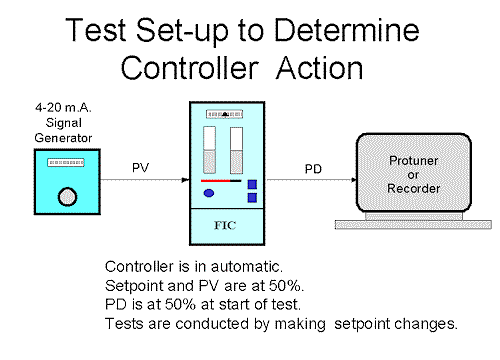 Test Set-up to Determine
Controller Action
4-20 m.A.
Signal
Generator
PV
FIC
PD
Protuner
or
Recorder
Controller is in automatic.
Setpoint and PV are at 50%.
PD is at 50% at start of test.
Tests are conducted by making setpoint changes.